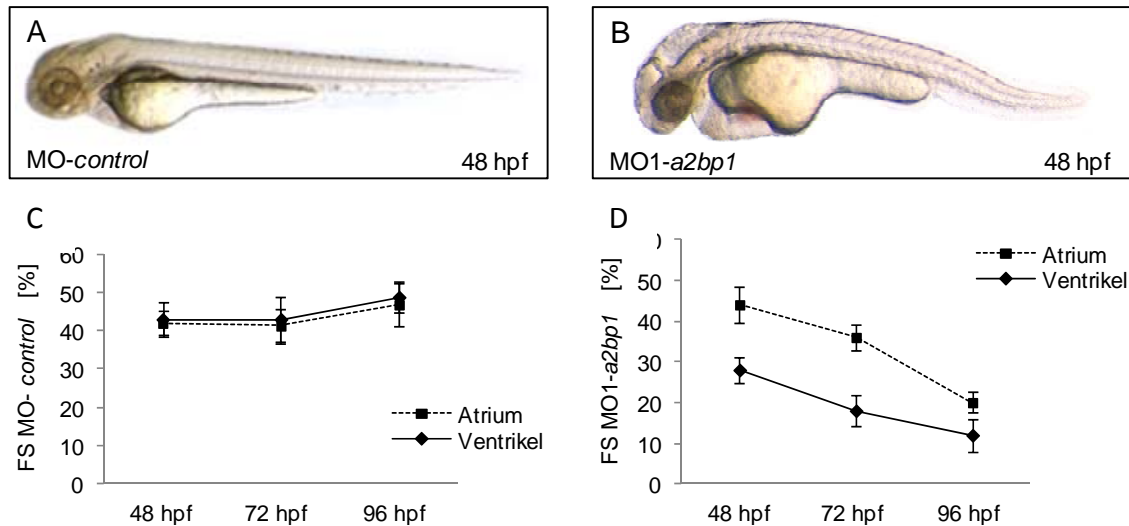 A
MO-control 48 hpf
B
MO1-a2bp1 48 hpf
C
FS MO- control [%]
50
40
30
20
10
0
48 hpf 72 hpf 96 hpf
Atrium
Ventrikel
D
FS MO1-a2bp1 [%]
50
40
30
20
10
0
48 hpf 72 hpf 96 hpf
Atrium
Ventrikel